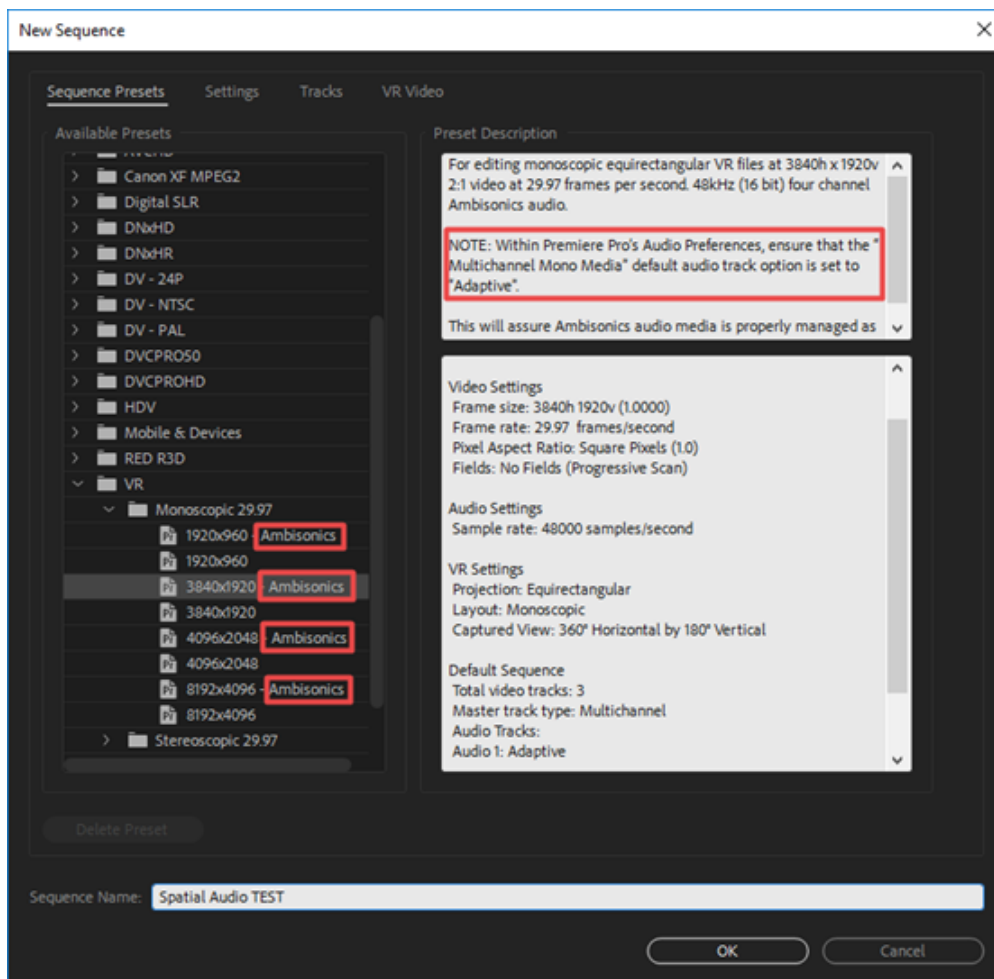 New Sequence
Sequence Presets
Settings
Tracks
VR Video
Available Presets
Canon XF MPEG2
Digital SLR
DNxHD
DNxHR
DV - 24P
DV - NTSC
DV - PAL
DVCPRO50
DVCPROHD
HDV
Mobile & Devices
RED R3D
VR
Monoscopic 29.97
1920x960 - Ambisonics
1920x960
3840x1920 - Ambisonics
3840x1920
4096x2048 - Ambisonics
4096x2048
8192x4096 - Ambisonics
8192x4096
Stereoscopic 29.97
Delete Preset
Preset Description
For editing monoscopic equirectangular VR files at 3840h x 1920v
2:1 video at 29.97 frames per second. 48kHz (16 bit) four channel
Ambisonics audio.
NOTE: Within Premiere Pro's Audio Preferences, ensure that the "
Multichannel Mono Media" default audio track option is set to
"Adaptive".
This will assure Ambisonics audio media is properly managed as
Video Settings
Frame size: 3840h 1920v (1.0000)
Frame rate: 29.97 frames/second
Pixel Aspect Ratio: Square Pixels (1.0)
Fields: No Fields (Progressive Scan)
Audio Settings
Sample rate: 48000 samples/second
VR Settings
Projection: Equirectangular
Layout: Monoscopic
Captured View: 360° Horizontal by 180° Vertical
Default Sequence
Total video tracks: 3
Master track type: Multichannel
Audio Tracks:
Audio 1: Adaptive
Sequence Name: Spatial Audio TEST
OK
Cancel